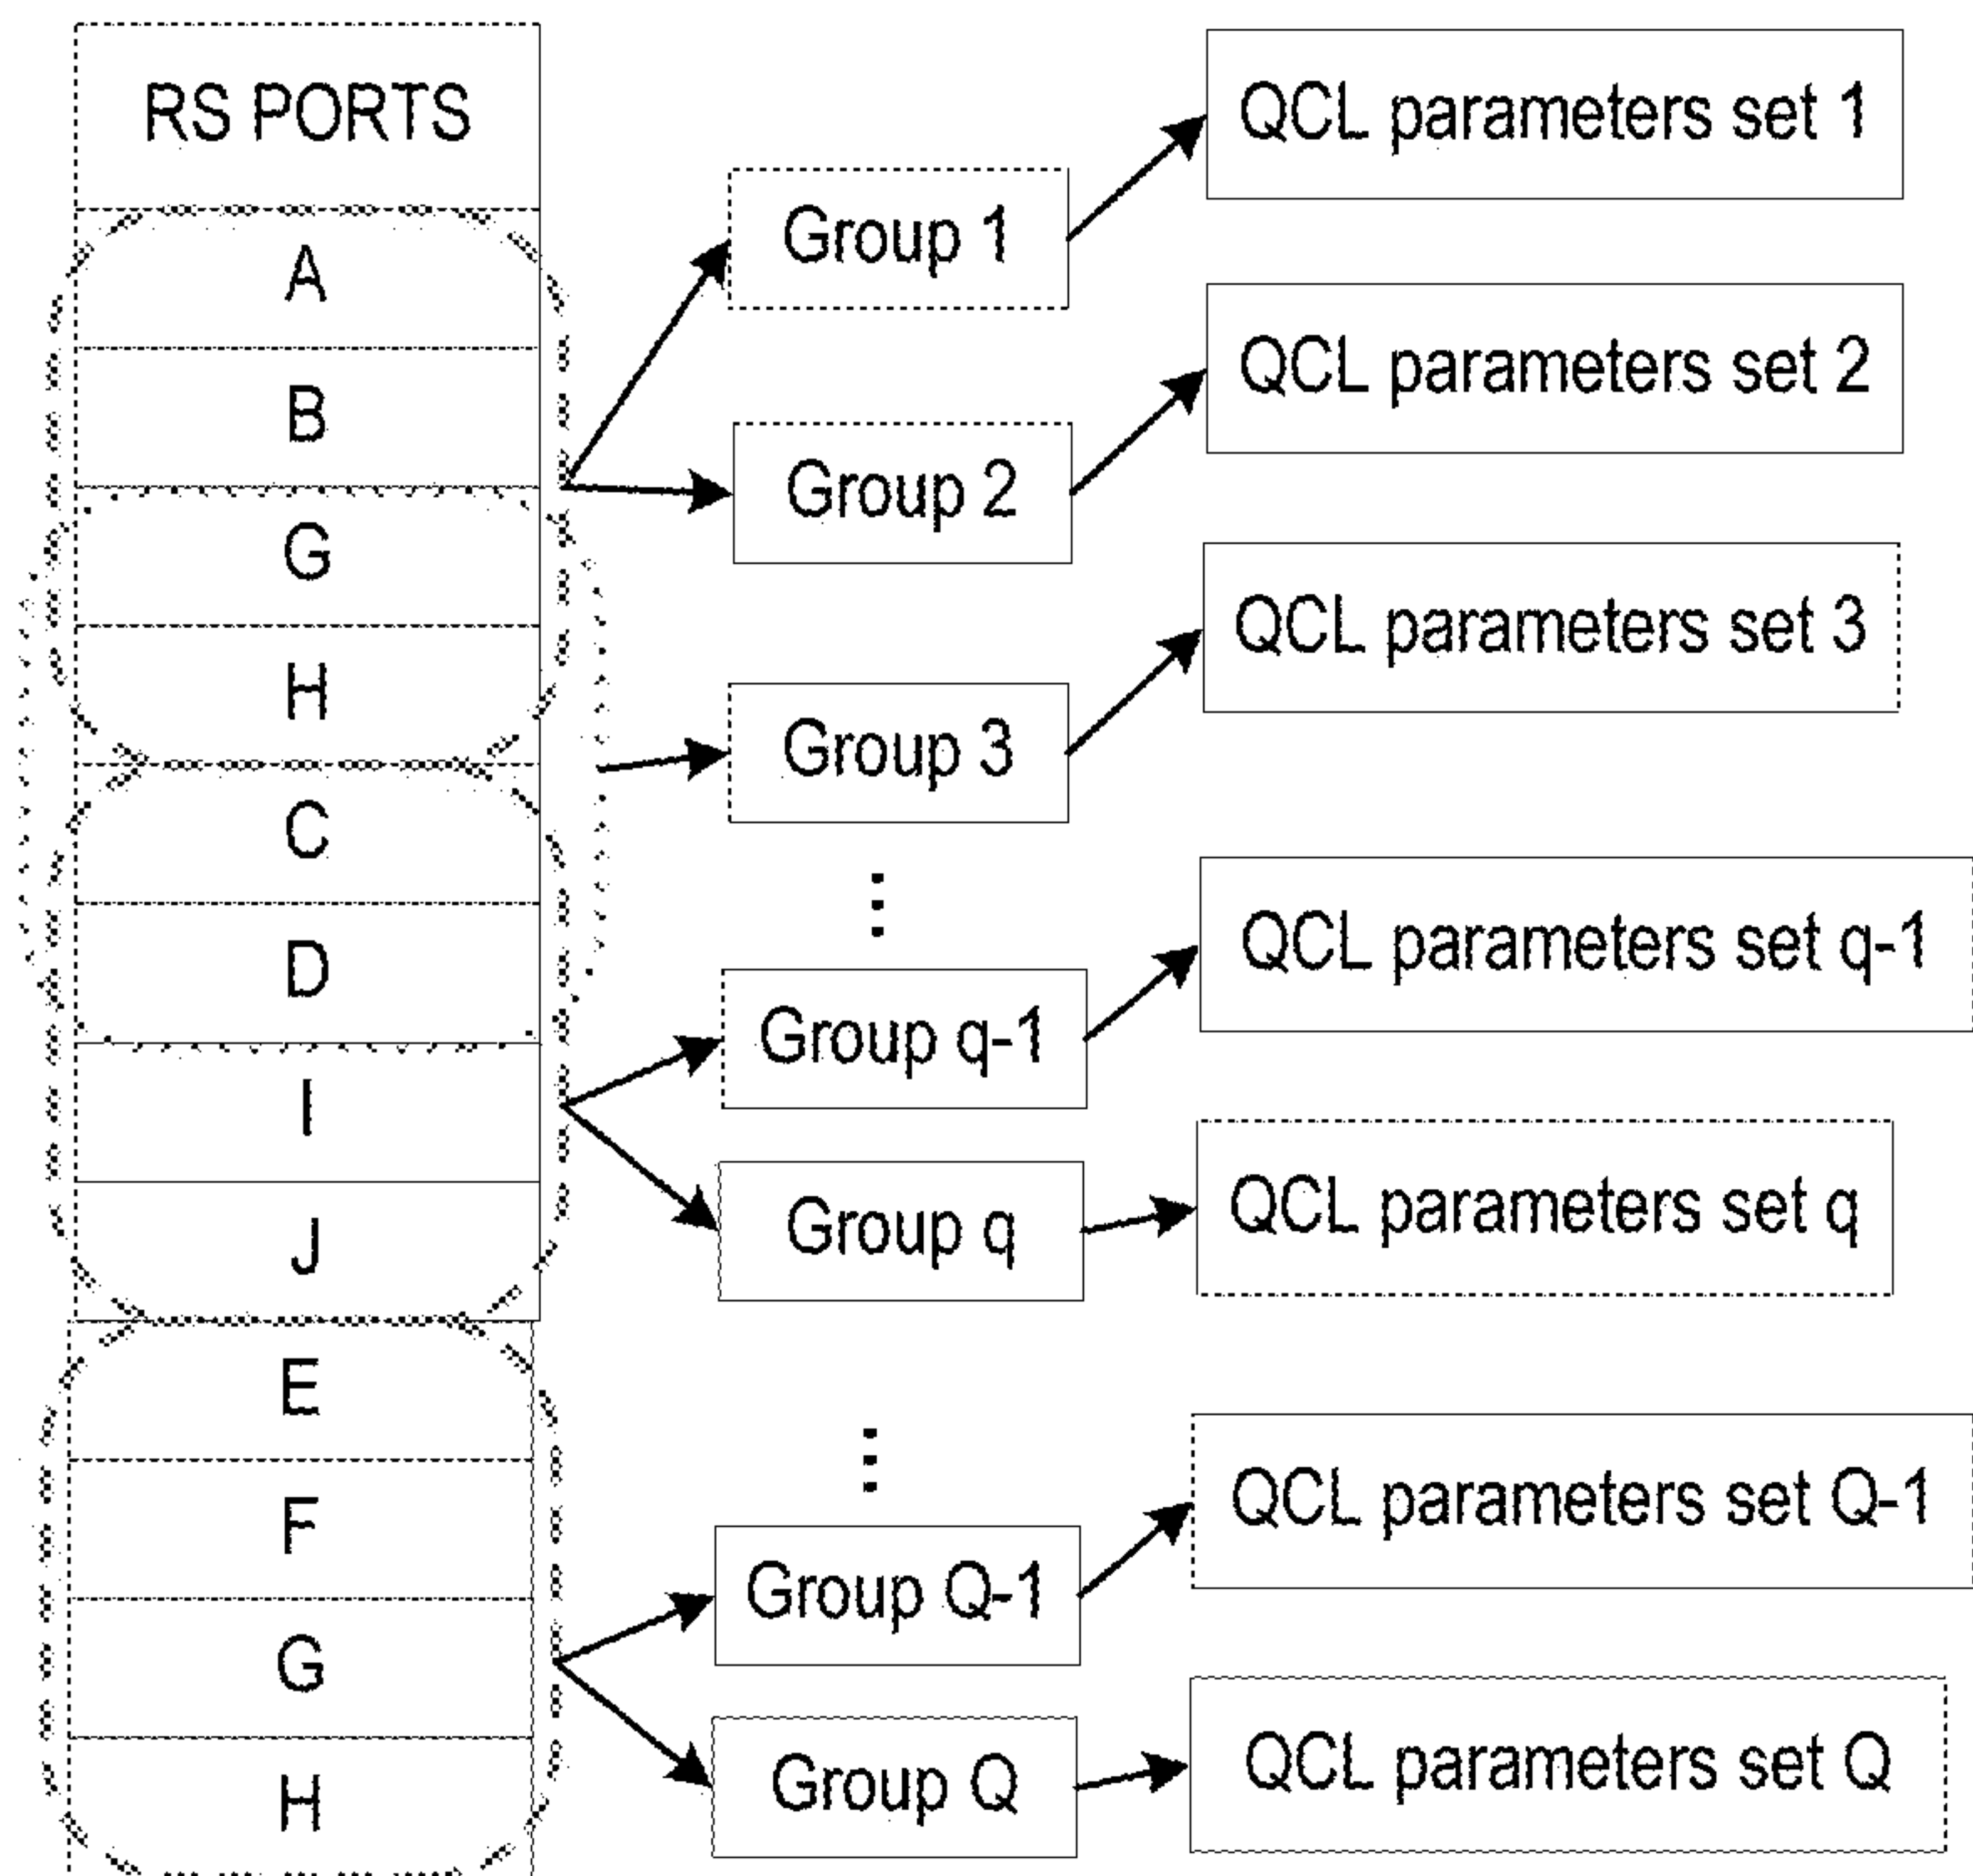 RS PORTS
A
B
G
H
C
D
I
J
E
F
G
H
Group 1
Group 2
Group 3
⋮
Group q-1
Group q
⋮
Group Q-1
Group Q
QCL parameters set 1
QCL parameters set 2
QCL parameters set 3
QCL parameters set q-1
QCL parameters set q
QCL parameters set Q-1
QCL parameters set Q